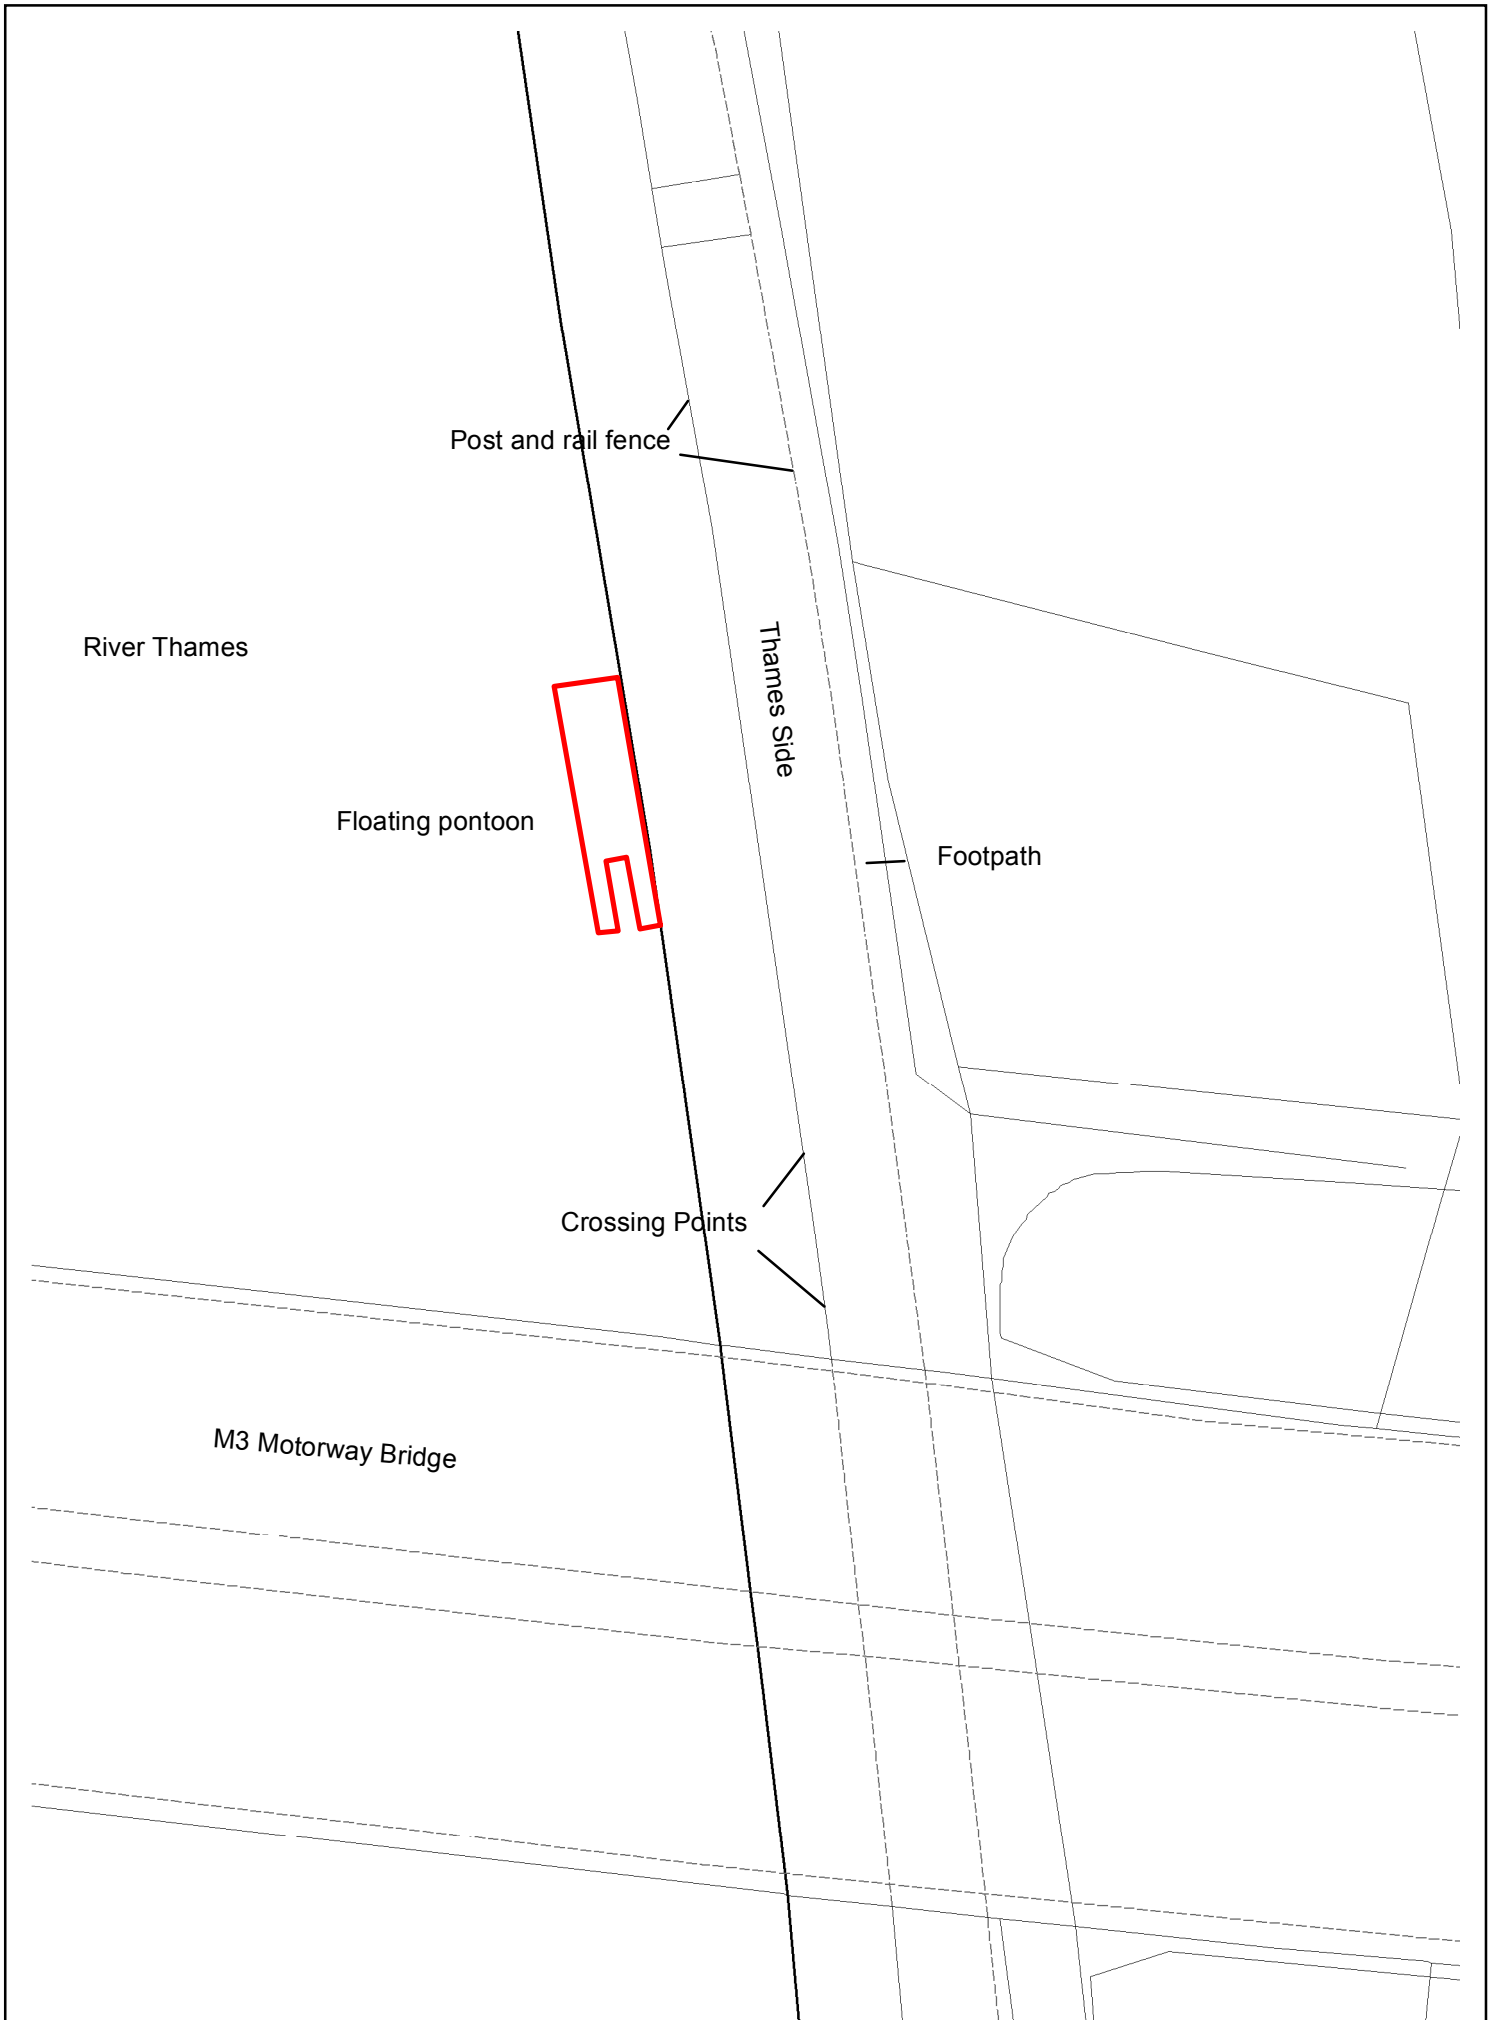 Post and rail fence
River Thames
Thames Side
Floating pontoon
Footpath
Crossing Points
M3 Motorway Bridge